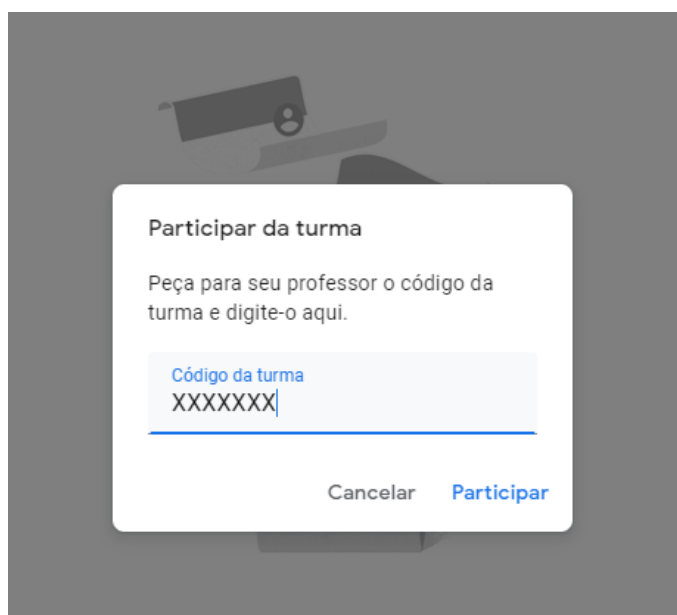 Participar da turma
Peça para seu professor o código da
turma e digite-o aqui.
Código da turma
XXXXXXX
Cancelar Participar